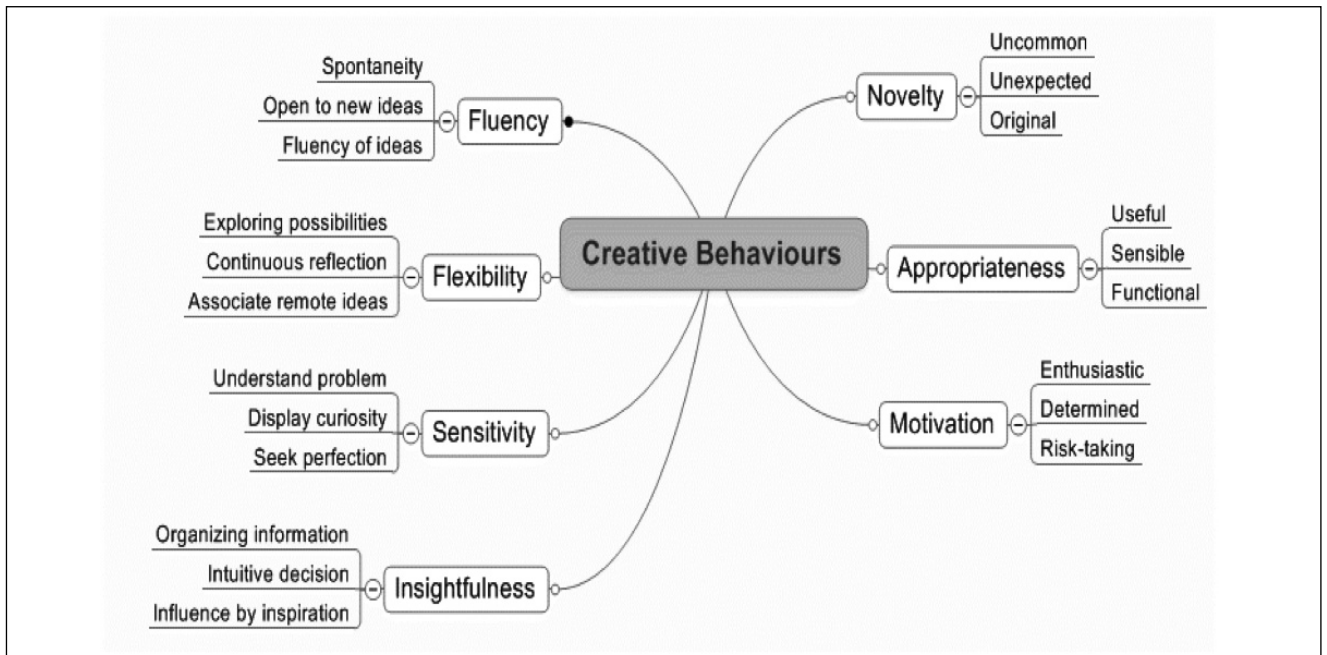 Creative Behaviours
Fluency
Spontaneity
Open to new ideas
Fluency of ideas
Flexibility
Exploring possibilities
Continuous reflection
Associate remote ideas
Sensitivity
Understand problem
Display curiosity
Seek perfection
Insightfulness
Organizing information
Intuitive decision
Influence by inspiration
Novelty
Uncommon
Unexpected
Original
Appropriateness
Useful
Sensible
Functional
Motivation
Enthusiastic
Determined
Risk-taking